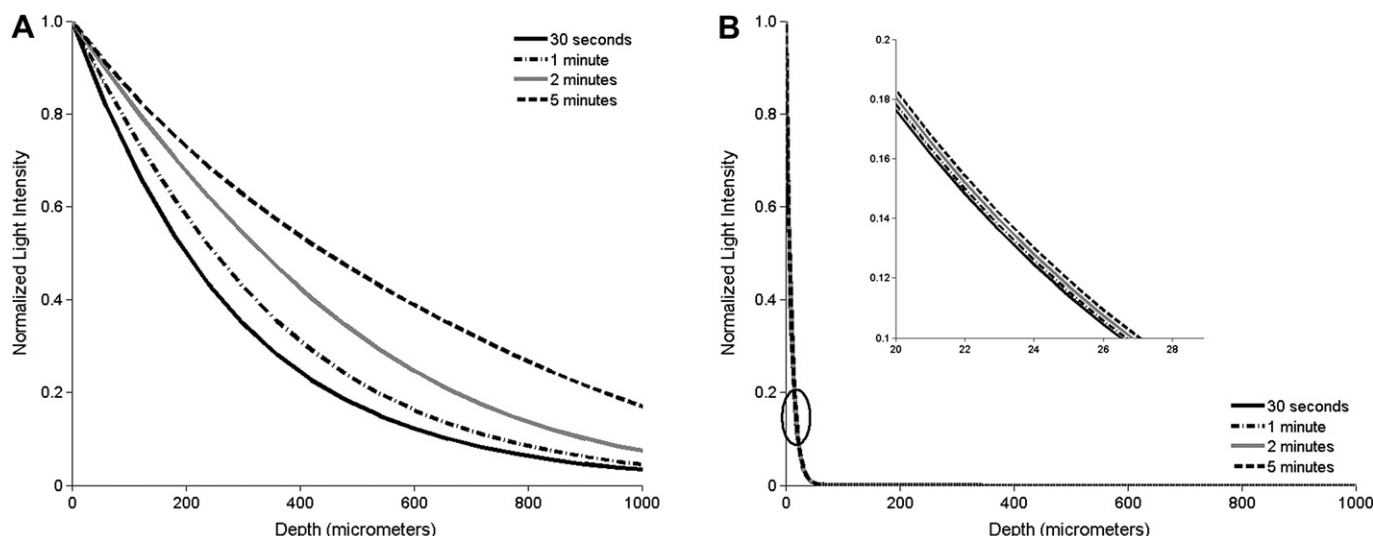 A
1.0
0.8
0.6
0.4
0.2
0
Normalized Light Intensity
30 seconds
1 minute
2 minutes
5 minutes
0 200 400 600 800 1000
Depth (micrometers)
B
1.0
0.8
0.6
0.4
0.2
0
Normalized Light Intensity
0.2
0.18
0.16
0.14
0.12
0.1
20 22 24 26 28
30 seconds
1 minute
2 minutes
5 minutes
0 200 400 600 800 1000
Depth (micrometers)